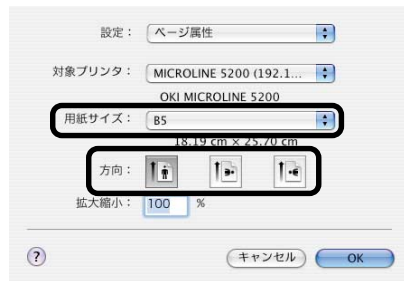 設定： ページ属性
対象プリンタ： MICROLINE 5200 (192.1...
OKI MICROLINE 5200
用紙サイズ： B5
18.19 cm × 25.70 cm
方向：
拡大縮小： 100 %
? キャンセル OK